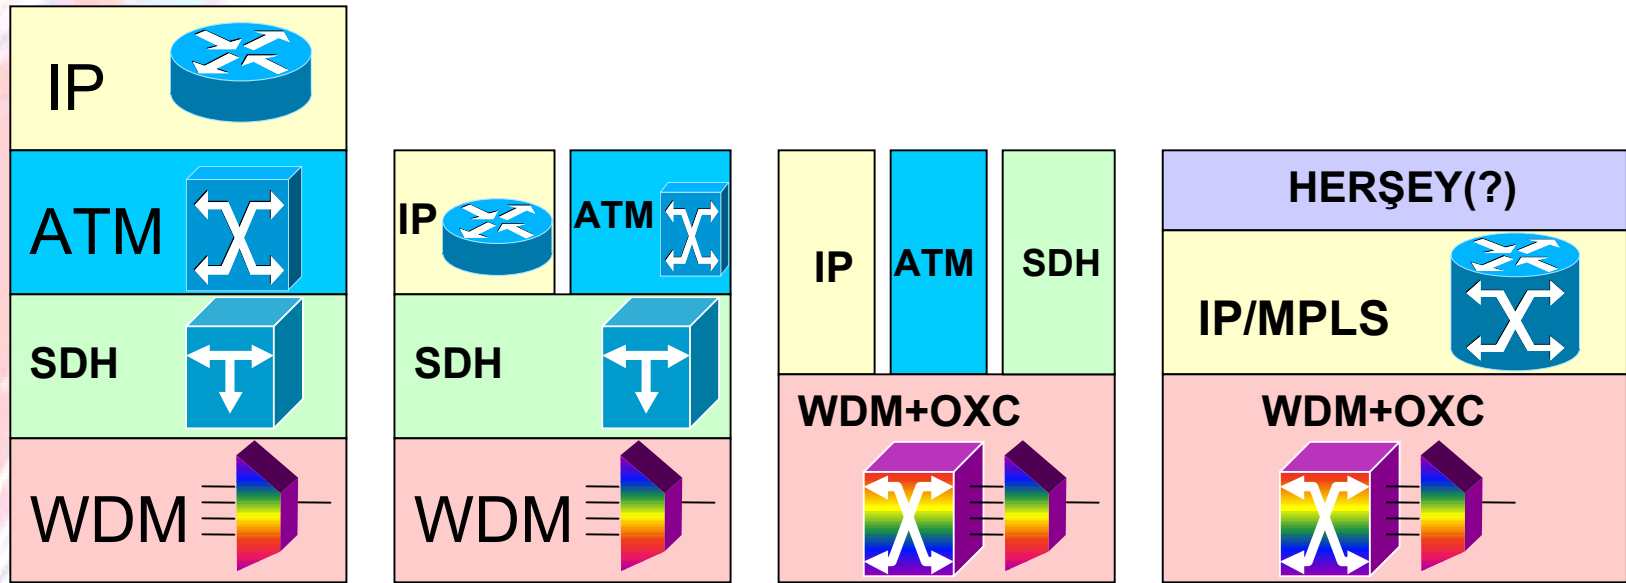 IP
ATM
SDH
WDM
IP
ATM
SDH
WDM
IP
ATM
SDH
WDM+OXC
HERŞEY(?)
IP/MPLS
WDM+OXC